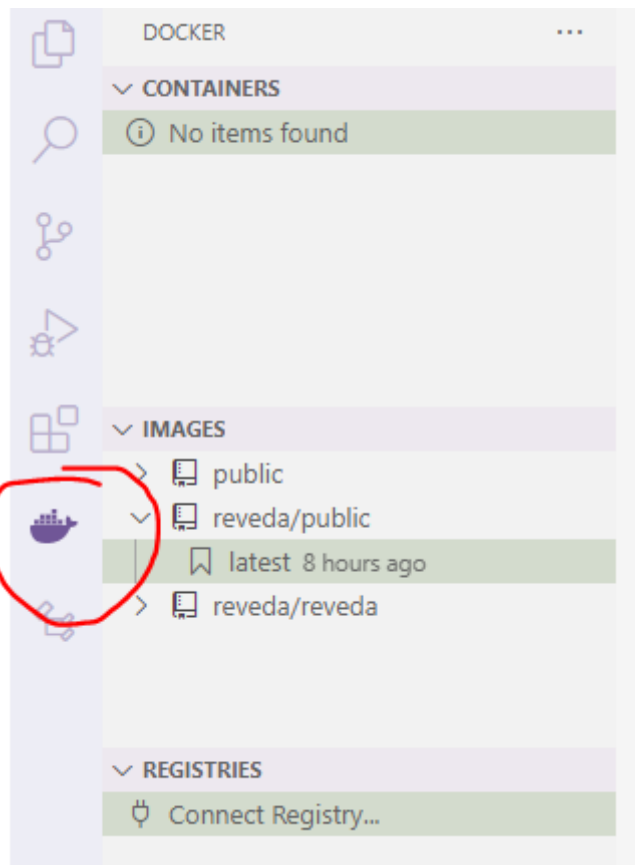 DOCKER
CONTAINERS
No items found
IMAGES
public
reveda/public
latest 8 hours ago
reveda/reveda
REGISTRIES
Connect Registry...